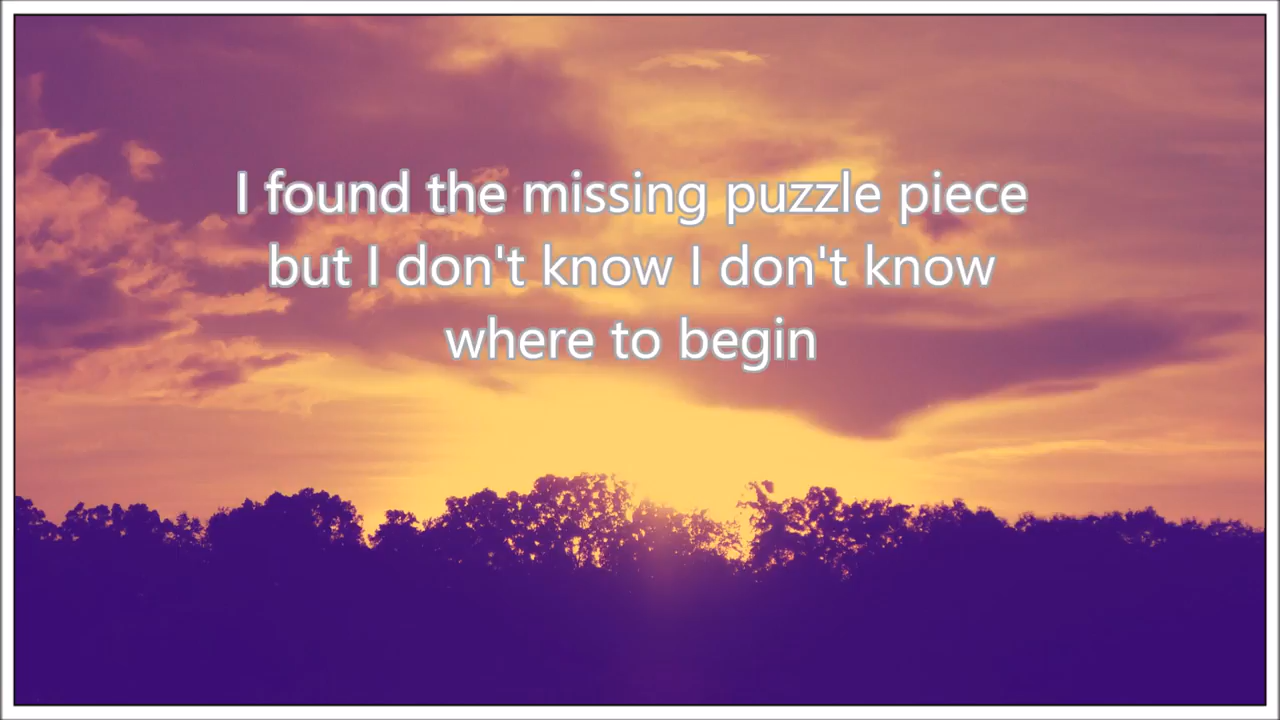 I found the missing puzzle piece
but I don't know I don't know
where to begin